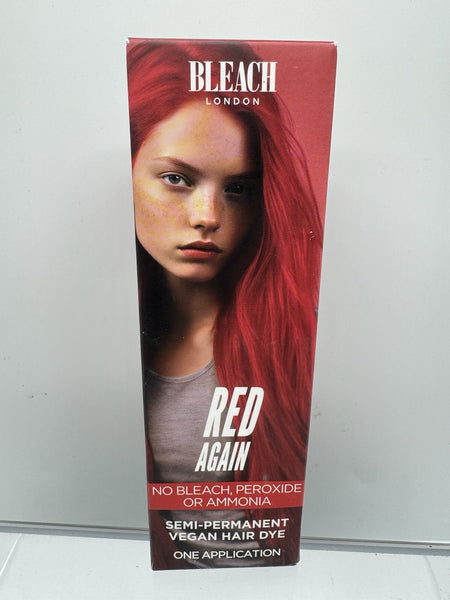 BLEACH
LONDON
RED
AGAIN
NO BLEACH, PEROXIDE
OR AMMONIA
SEMI-PERMANENT
VEGAN HAIR DYE
ONE APPLICATION